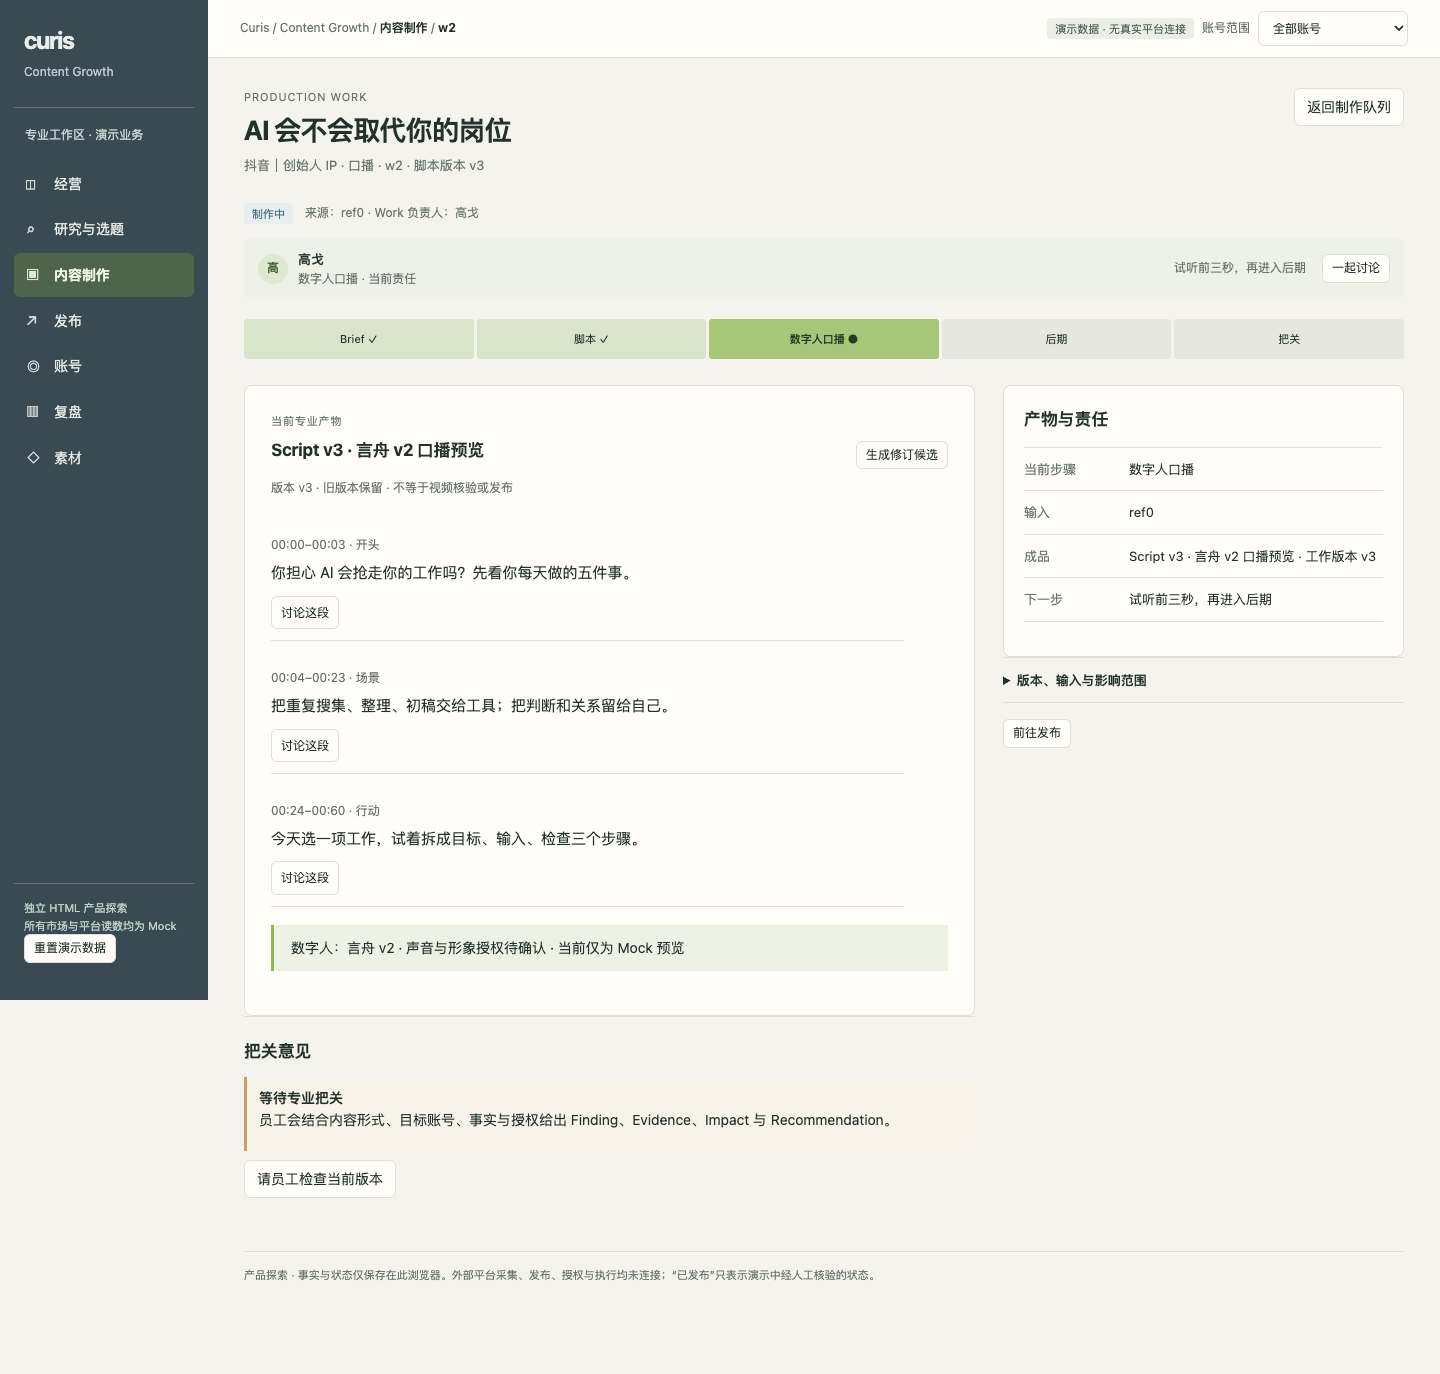 curis
Content Growth
专业工作区 · 演示业务
经营
研究与选题
内容制作
发布
账号
复盘
素材
独立 HTML 产品探索
所有市场与平台读数均为 Mock
重置演示数据
Curis / Content Growth / 内容制作 / w2
演示数据 · 无真实平台连接
账号范围
全部账号
PRODUCTION WORK
AI 会不会取代你的岗位
返回制作队列
抖音 | 创始人 IP · 口播 · w2 · 脚本版本 v3
制作中
来源：ref0 · Work 负责人：高戈
高
高戈
数字人口播 · 当前责任
试听前三秒，再进入后期
一起讨论
Brief ✓
脚本 ✓
数字人口播 ●
后期
把关
当前专业产物
Script v3 · 言舟 v2 口播预览
生成修订候选
版本 v3 · 旧版本保留 · 不等于视频核验或发布
00:00–00:03 · 开头
你担心 AI 会抢走你的工作吗？先看你每天做的五件事。
讨论这段
00:04–00:23 · 场景
把重复搜集、整理、初稿交给工具；把判断和关系留给自己。
讨论这段
00:24–00:60 · 行动
今天选一项工作，试着拆成目标、输入、检查三个步骤。
讨论这段
数字人：言舟 v2 · 声音与形象授权待确认 · 当前仅为 Mock 预览
产物与责任
当前步骤 数字人口播
输入 ref0
成品 Script v3 · 言舟 v2 口播预览 · 工作版本 v3
下一步 试听前三秒，再进入后期
▶ 版本、输入与影响范围
前往发布
把关意见
等待专业把关
员工会结合内容形式、目标账号、事实与授权给出 Finding、Evidence、Impact 与 Recommendation。
请员工检查当前版本
产品探索 · 事实与状态仅保存在此浏览器。外部平台采集、发布、授权与执行均未连接；“已发布”只表示演示中经人工核验的状态。